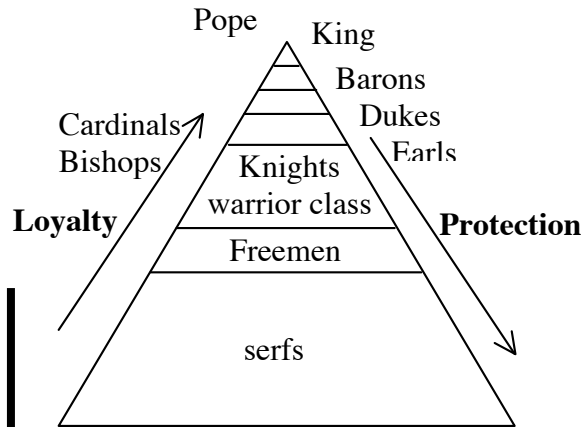 Pope
King
Barons
Dukes
Earls
Cardinals
Bishops
Knights
warrior class
Loyalty
Protection
Freemen
serfs